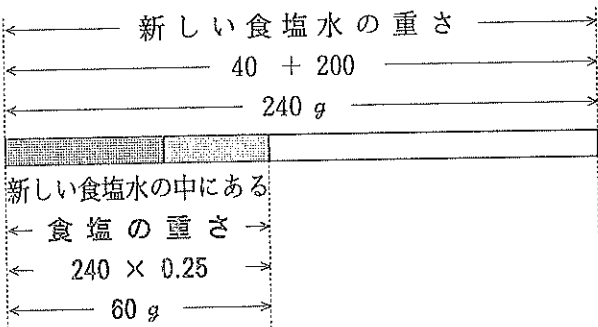 新しい食塩水の重さ
40 + 200
240 g
新しい食塩水の中にある
食塩の重さ
240 × 0.25
60 g